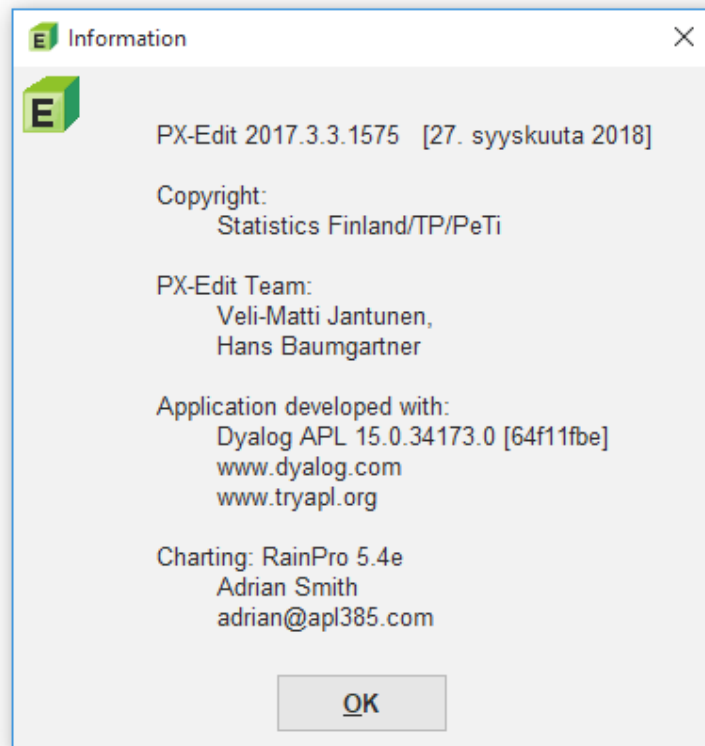 Information
E
PX-Edit 2017.3.3.1575 [27. syyskuuta 2018]
Copyright:
Statistics Finland/TP/PeTi
PX-Edit Team:
Veli-Matti Jantunen,
Hans Baumgartner
Application developed with:
Dyalog APL 15.0.34173.0 [64f11fbe]
www.dyalog.com
www.tryapl.org
Charting: RainPro 5.4e
Adrian Smith
adrian@apl385.com
OK